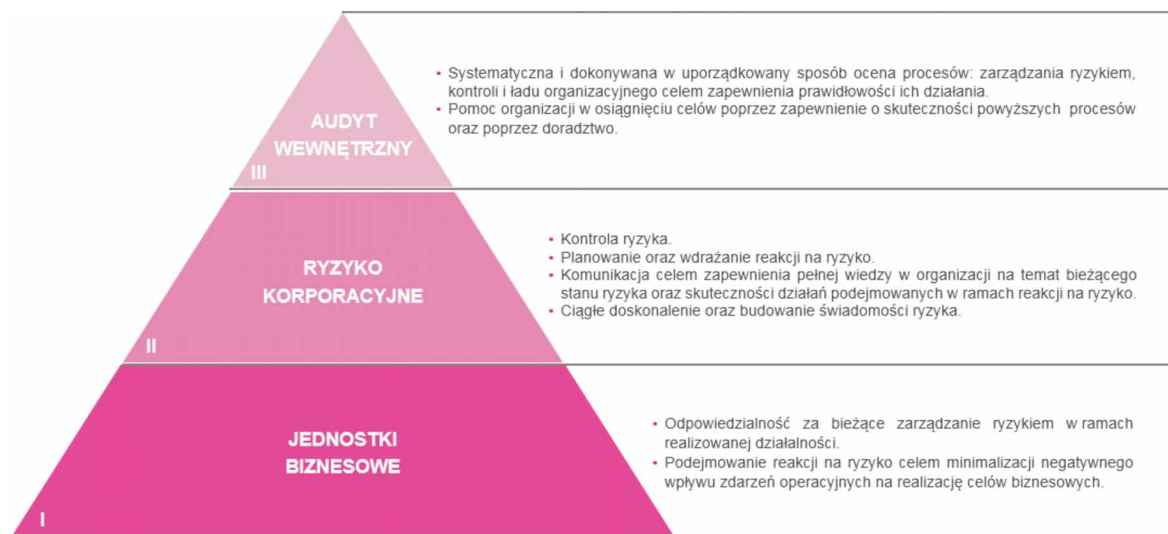 • Systematyczna i dokonywana w uporządkowany sposób ocena procesów: zarządzania ryzykiem,
kontroli i ładu organizacyjnego celem zapewnienia prawidłowości ich działania.
• Pomoc organizacji w osiągnięciu celów poprzez zapewnienie o skuteczności powyższych procesów
oraz poprzez doradztwo.
AUDYT
WEWNĘTRZNY
III
• Kontrola ryzyka.
• Planowanie oraz wdrażanie reakcji na ryzyko.
• Komunikacja celem zapewnienia pełnej wiedzy w organizacji na temat bieżącego
stanu ryzyka oraz skuteczności działań podejmowanych w ramach reakcji na ryzyko.
• Ciągłe doskonalenie oraz budowanie świadomości ryzyka.
RYZYKO
KORPORACYJNE
II
• Odpowiedzialność za bieżące zarządzanie ryzykiem w ramach
realizowanej działalności.
• Podejmowanie reakcji na ryzyko celem minimalizacji negatywnego
wpływu zdarzeń operacyjnych na realizację celów biznesowych.
JEDNOSTKI
BIZNESOWE
I